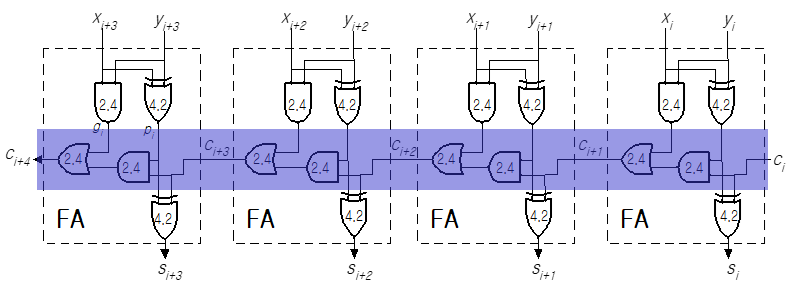 x_{i+3} y_{i+3} x_{i+2} y_{i+2} x_{i+1} y_{i+1} x_i y_i
2.4 4.2 2.4 4.2 2.4 4.2 2.4 4.2
g_i p_i
c_{i+4} 2.4 2.4 c_{i+3} 2.4 2.4 c_{i+2} 2.4 2.4 c_{i+1} 2.4 2.4 c_i
FA 4.2 FA 4.2 FA 4.2 FA 4.2
s_{i+3} s_{i+2} s_{i+1} s_i